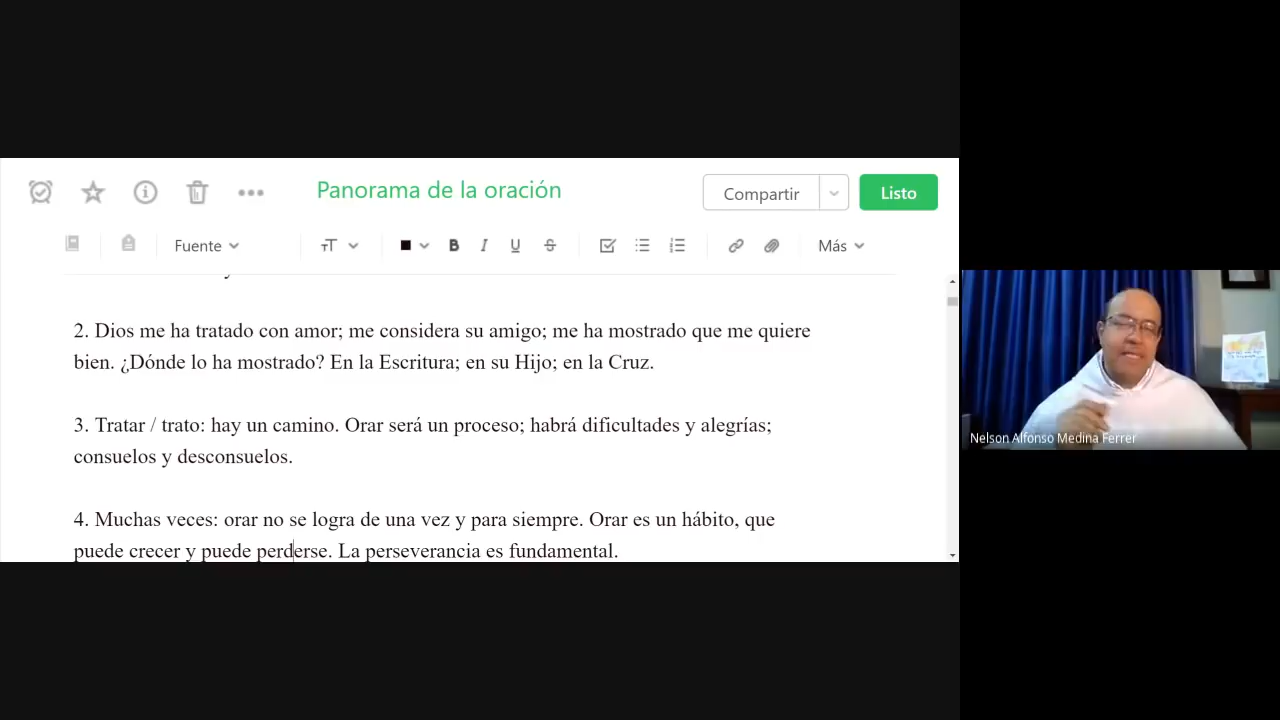 Panorama de la oración
Compartir
Listo
Fuente
B I U S
Más
2. Dios me ha tratado con amor; me considera su amigo; me ha mostrado que me quiere
bien. ¿Dónde lo ha mostrado? En la Escritura; en su Hijo; en la Cruz.
3. Tratar / trato: hay un camino. Orar será un proceso; habrá dificultades y alegrías;
consuelos y desconsuelos.
4. Muchas veces: orar no se logra de una vez y para siempre. Orar es un hábito, que
puede crecer y puede perderse. La perseverancia es fundamental.
Nelson Alfonso Medina Ferrer